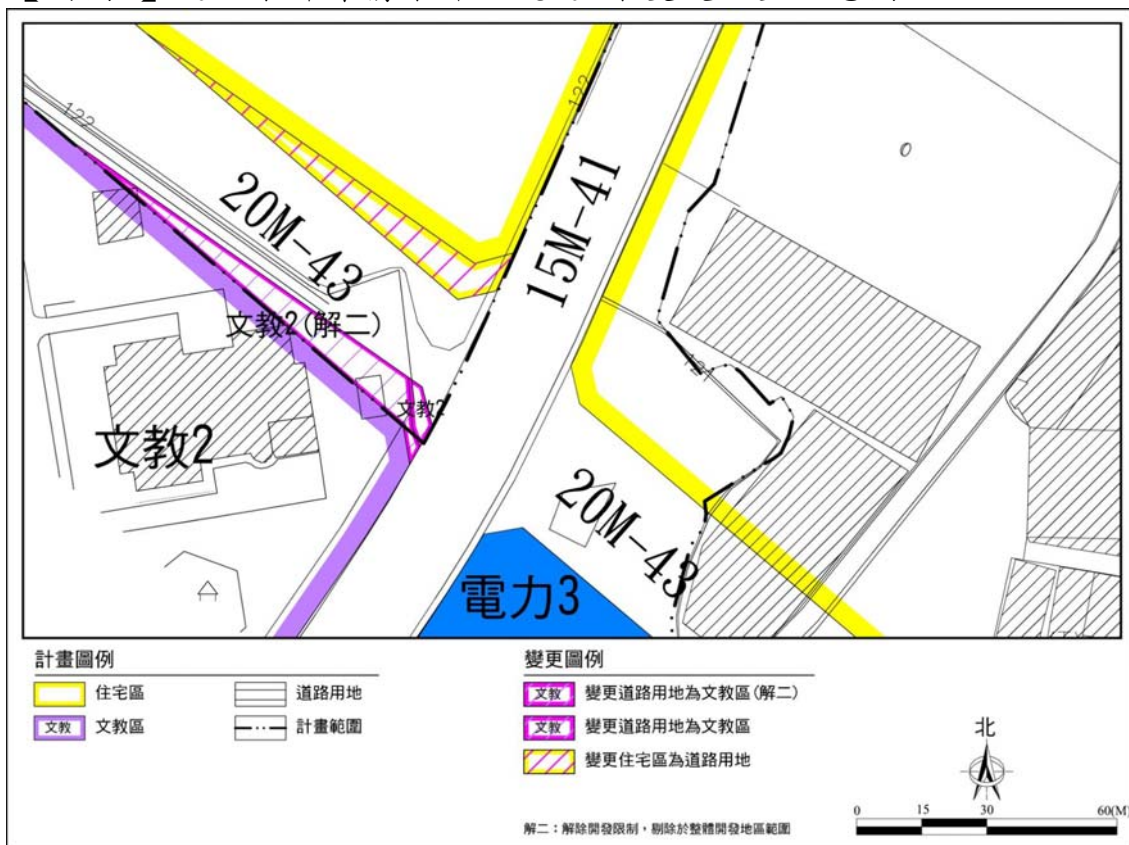 122
122
20M-43
15M-41
文教2(解二)
文教2
文教2
20M-43
電力3
計畫圖例
變更圖例
住宅區
道路用地
文教 變更道路用地為文教區(解二)
文教 文教區
計畫範圍
文教 變更道路用地為文教區
變更住宅區為道路用地
北
0 15 30 60(M)
解二：解除開發限制，剔除於整體開發地區範圍